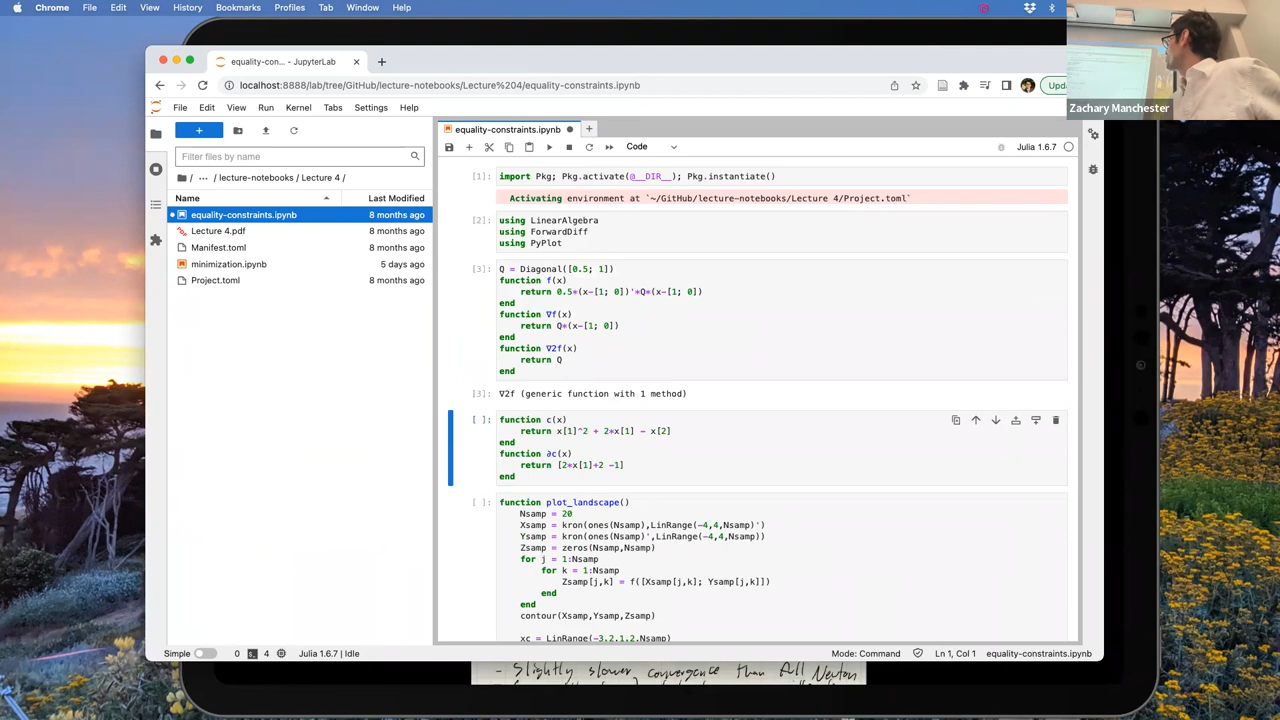 Chrome File Edit View History Bookmarks Profiles Tab Window Help
equality-con... - JupyterLab
localhost:8888/lab/tree/GitHub/lecture-notebooks/Lecture%204/equality-constraints.ipynb
Upd
Zachary Manchester
File Edit View Run Kernel Tabs Settings Help
equality-constraints.ipynb
Code
Julia 1.6.7
Filter files by name
/ ... / lecture-notebooks / Lecture 4 /
Name Last Modified
equality-constraints.ipynb 8 months ago
Lecture 4.pdf 8 months ago
Manifest.toml 8 months ago
minimization.ipynb 5 days ago
Project.toml 8 months ago
[1]: import Pkg; Pkg.activate(@__DIR__); Pkg.instantiate()
Activating environment at `~/GitHub/lecture-notebooks/Lecture 4/Project.toml`
[2]: using LinearAlgebra
using ForwardDiff
using PyPlot
[3]: Q = Diagonal([0.5; 1])
function f(x)
return 0.5*(x-[1; 0])'*Q*(x-[1; 0])
end
function ∇f(x)
return Q*(x-[1; 0])
end
function ∇2f(x)
return Q
end
[3]: ∇2f (generic function with 1 method)
[ ]: function c(x)
return x[1]^2 + 2*x[1] - x[2]
end
function ∂c(x)
return [2*x[1]+2 -1]
end
[ ]: function plot_landscape()
Nsamp = 20
Xsamp = kron(ones(Nsamp),LinRange(-4,4,Nsamp)')
Ysamp = kron(ones(Nsamp)',LinRange(-4,4,Nsamp))
Zsamp = zeros(Nsamp,Nsamp)
for j = 1:Nsamp
for k = 1:Nsamp
Zsamp[j,k] = f([Xsamp[j,k]; Ysamp[j,k]])
end
end
contour(Xsamp,Ysamp,Zsamp)
xc = LinRange(-3.2,1.2,Nsamp)
Simple 0 4 Julia 1.6.7 | Idle Mode: Command Ln 1, Col 1 equality-constraints.ipynb
- Slightly slower convergence than full Newton